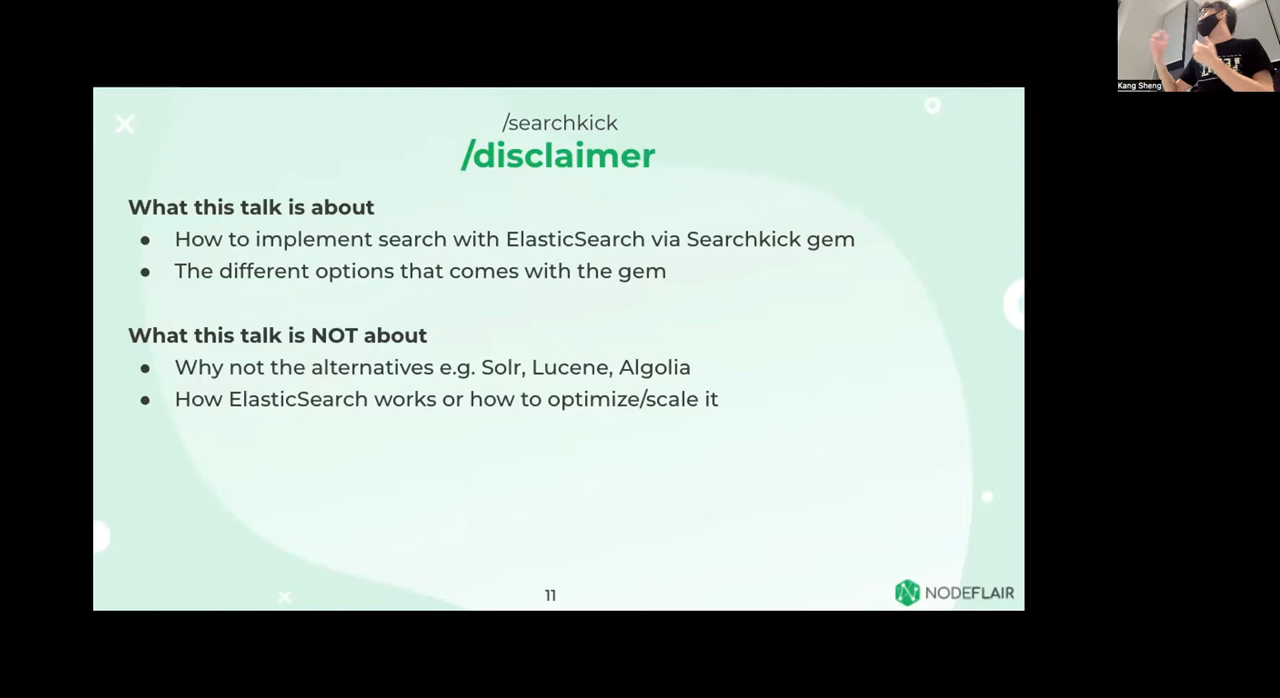 Kang Sheng
/searchkick
/disclaimer
What this talk is about
● How to implement search with ElasticSearch via Searchkick gem
● The different options that comes with the gem
What this talk is NOT about
● Why not the alternatives e.g. Solr, Lucene, Algolia
● How ElasticSearch works or how to optimize/scale it
11
NODEFLAIR